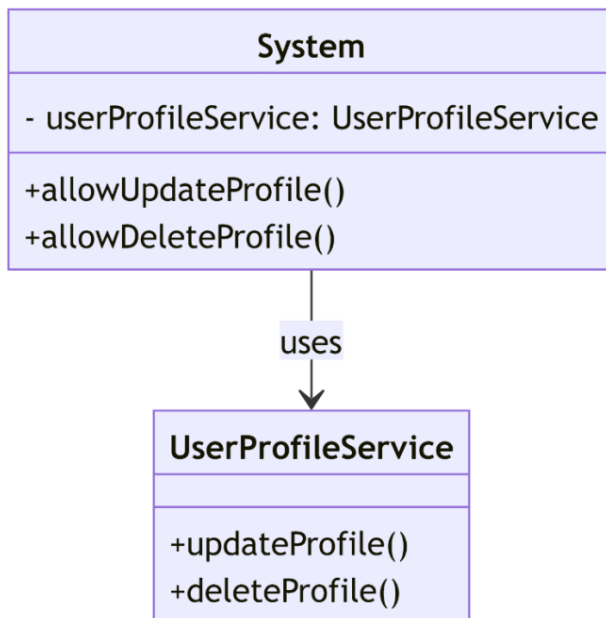 System
- userProfileService: UserProfileService
+allowUpdateProfile()
+allowDeleteProfile()
uses
UserProfileService
+updateProfile()
+deleteProfile()